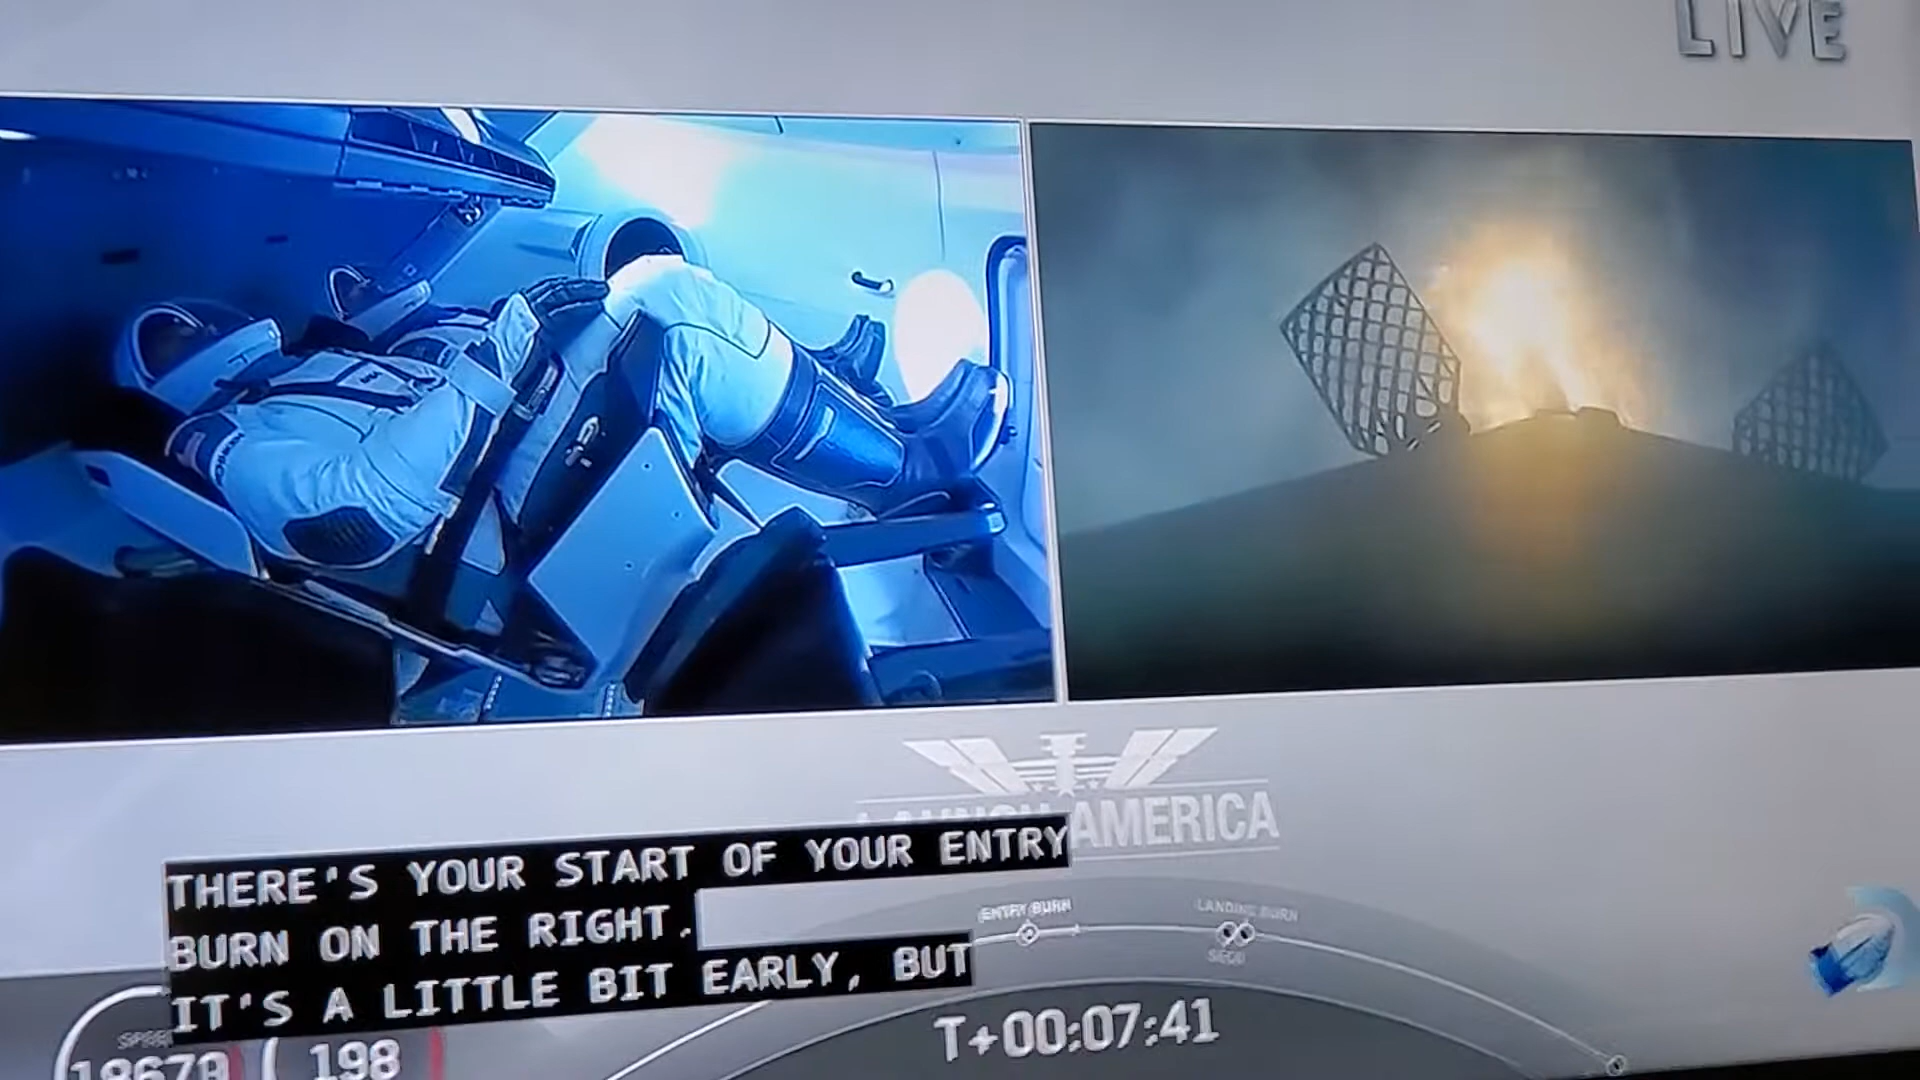 LIVE
AMERICA
THERE'S YOUR START OF YOUR ENTRY
BURN ON THE RIGHT.
IT'S A LITTLE BIT EARLY, BUT
ENTRY BURN
LANDING BURN
SECO
T+00:07:41
198